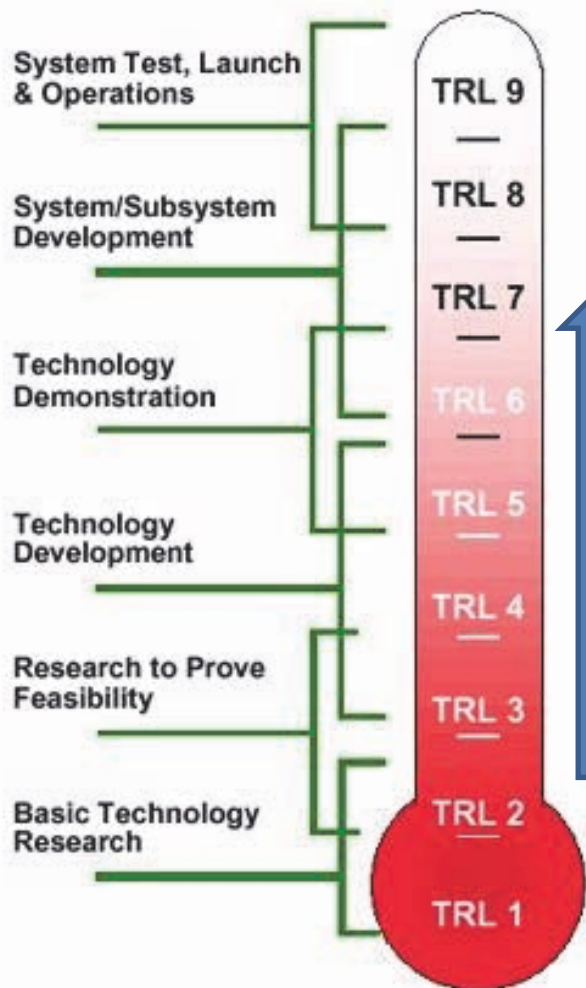 System Test, Launch
& Operations
System/Subsystem
Development
Technology
Demonstration
Technology
Development
Research to Prove
Feasibility
Basic Technology
Research
TRL 9
TRL 8
TRL 7
TRL 6
TRL 5
TRL 4
TRL 3
TRL 2
TRL 1